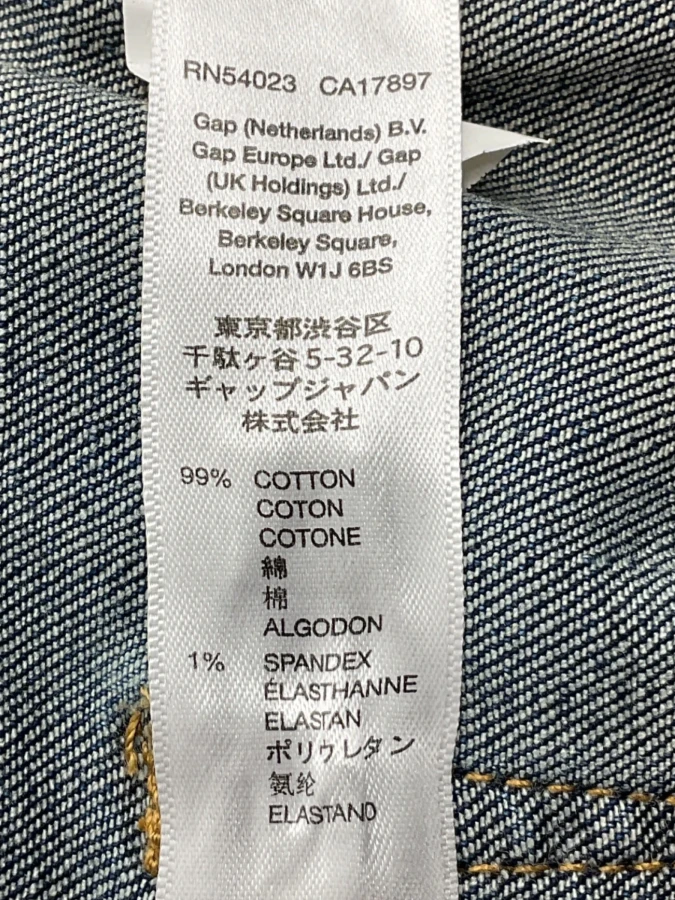 RN54023 CA17897
Gap (Netherlands) B.V.
Gap Europe Ltd./ Gap
(UK Holdings) Ltd./
Berkeley Square House,
Berkeley Square,
London W1J 6BS
東京都渋谷区
千駄ケ谷5-32-10
ギャップジャパン
株式会社
99% COTTON
COTON
COTONE
綿
棉
ALGODON
1% SPANDEX
ÉLASTHANNE
ELASTAN
ポリウレタン
氨纶
ELASTANO